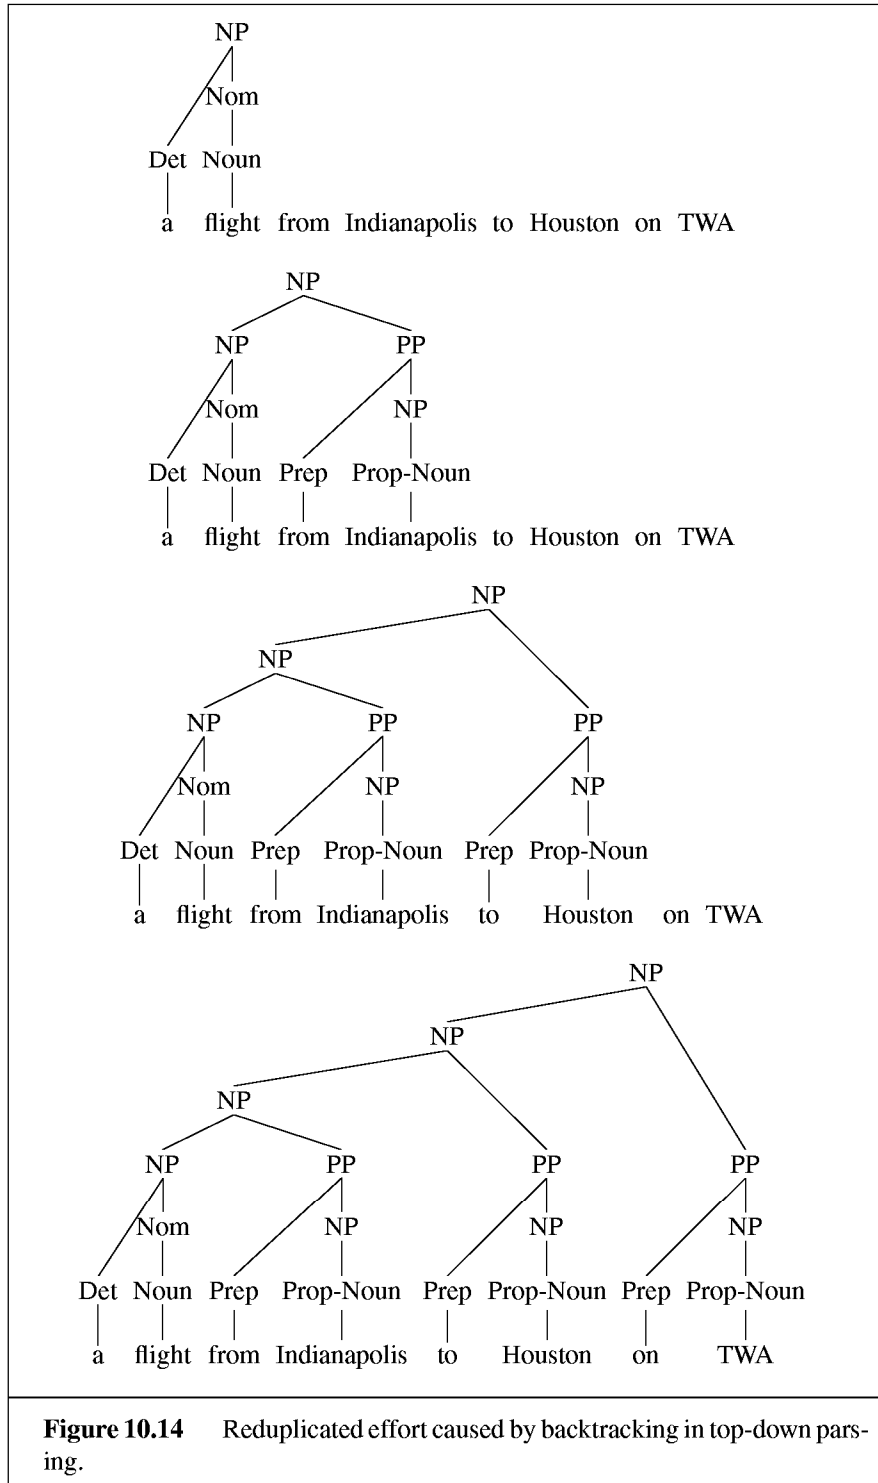 NP
Nom
Det Noun
a flight from Indianapolis to Houston on TWA
NP
NP PP
Nom NP
Det Noun Prep Prop-Noun
a flight from Indianapolis to Houston on TWA
NP
NP
NP PP PP
Nom NP NP
Det Noun Prep Prop-Noun Prep Prop-Noun
a flight from Indianapolis to Houston on TWA
NP
NP
NP
NP PP PP PP
Nom NP NP NP
Det Noun Prep Prop-Noun Prep Prop-Noun Prep Prop-Noun
a flight from Indianapolis to Houston on TWA
Figure 10.14 Reduplicated effort caused by backtracking in top-down pars-
ing.